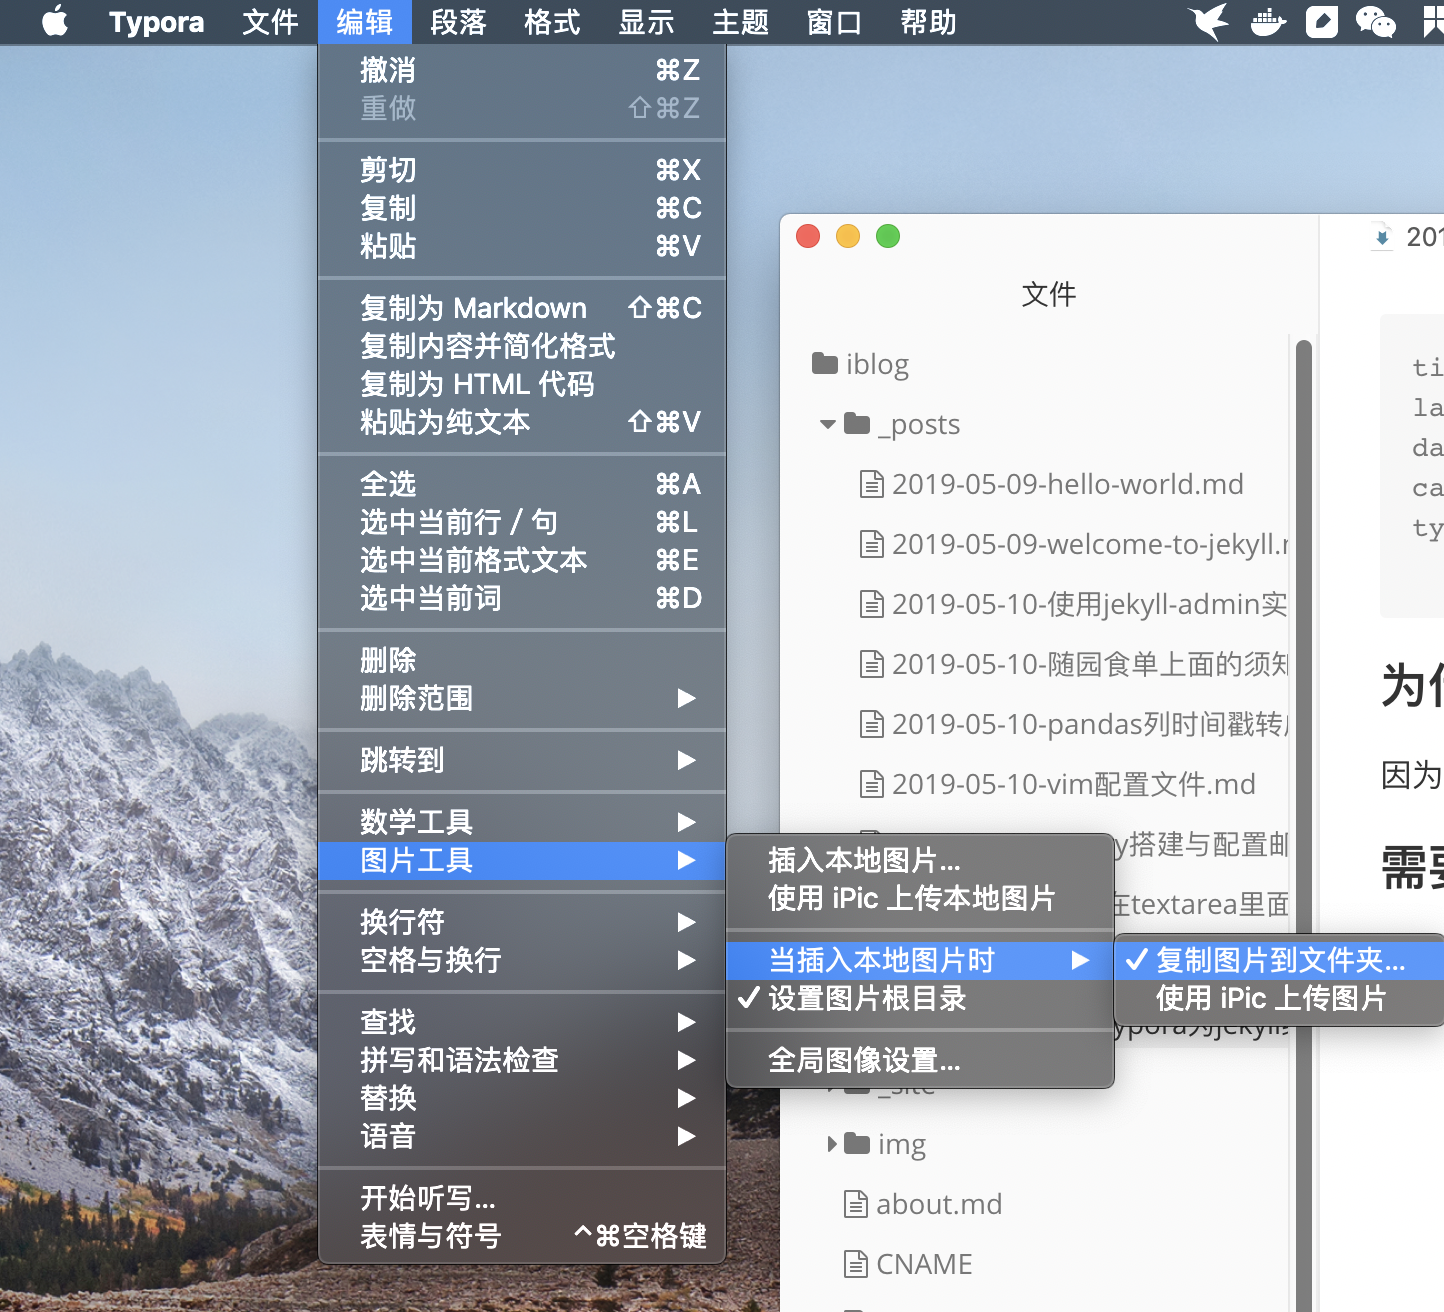 Typora 文件 编辑 段落 格式 显示 主题 窗口 帮助
撤消 ⌘Z
重做 ⇧⌘Z
剪切 ⌘X
复制 ⌘C
粘贴 ⌘V
复制为 Markdown ⇧⌘C
复制内容并简化格式
复制为 HTML 代码
粘贴为纯文本 ⇧⌘V
全选 ⌘A
选中当前行 / 句 ⌘L
选中当前格式文本 ⌘E
选中当前词 ⌘D
删除
删除范围
跳转到
数学工具
图片工具
换行符
空格与换行
查找
拼写和语法检查
替换
语音
开始听写...
表情与符号 ^⌘空格键
插入本地图片...
使用 iPic 上传本地图片
当插入本地图片时
✓ 设置图片根目录
全局图像设置...
✓ 复制图片到文件夹...
使用 iPic 上传图片
文件
iblog
_posts
2019-05-09-hello-world.md
2019-05-09-welcome-to-jekyll.
2019-05-10-使用jekyll-admin实
2019-05-10-随园食单上面的须知
2019-05-10-pandas列时间戳转
2019-05-10-vim配置文件.md
y搭建与配置邮
在textarea里面
ypora为jekyll
_site
img
about.md
CNAME
201
ti
la
da
ca
ty
为什
因为
需要